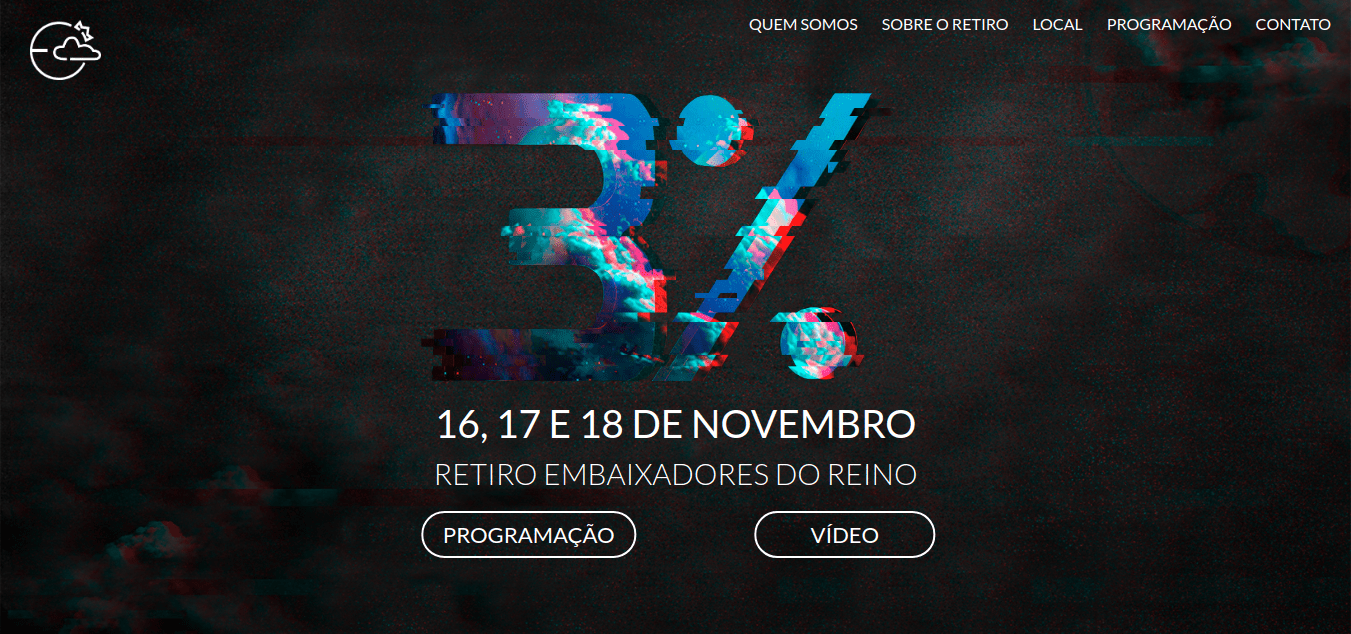 QUEM SOMOS SOBRE O RETIRO LOCAL PROGRAMAÇÃO CONTATO
3%
16, 17 E 18 DE NOVEMBRO
RETIRO EMBAIXADORES DO REINO
PROGRAMAÇÃO VÍDEO